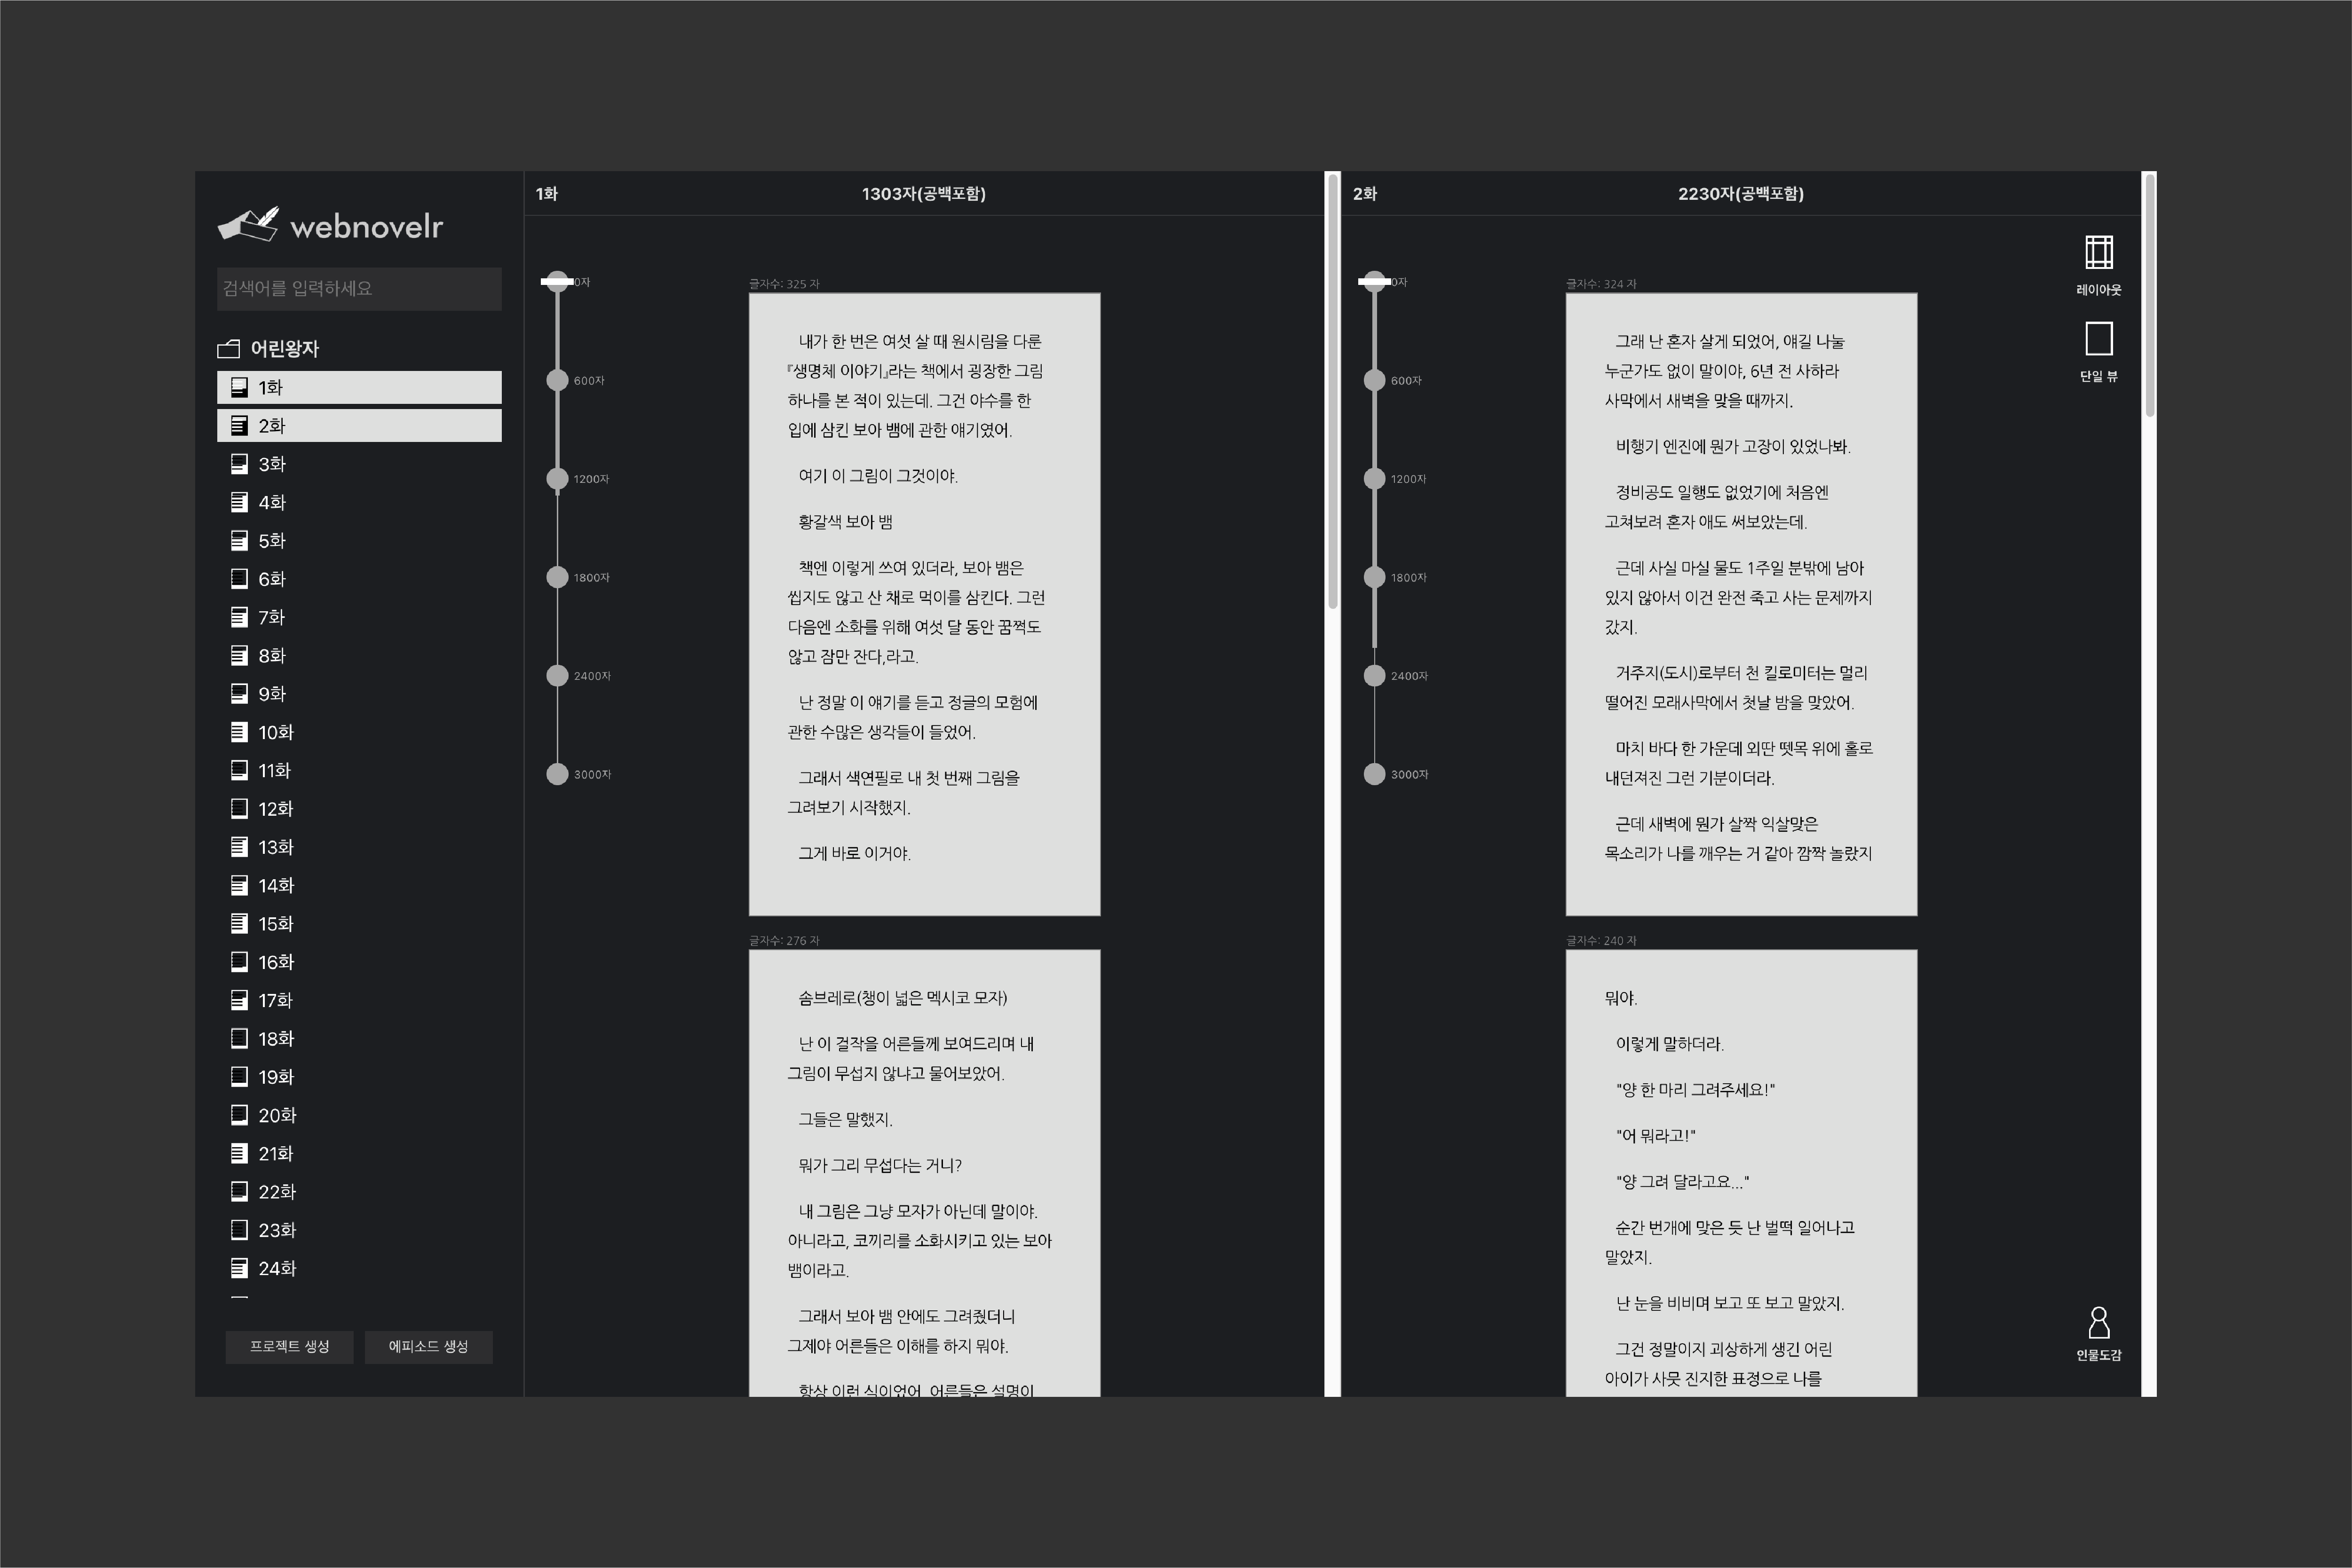 webnovelr
검색어를 입력하세요
어린왕자
1화
2화
3화
4화
5화
6화
7화
8화
9화
10화
11화
12화
13화
14화
15화
16화
17화
18화
19화
20화
21화
22화
23화
24화
프로젝트 생성
에피소드 생성
1화
1303자(공백포함)
0자
600자
1200자
1800자
2400자
3000자
글자수: 325 자
내가 한 번은 여섯 살 때 원시림을 다룬
『생명체 이야기』라는 책에서 굉장한 그림
하나를 본 적이 있는데. 그건 야수를 한
입에 삼킨 보아 뱀에 관한 얘기였어.
여기 이 그림이 그것이야.
황갈색 보아 뱀
책엔 이렇게 쓰여 있더라, 보아 뱀은
씹지도 않고 산 채로 먹이를 삼킨다. 그런
다음엔 소화를 위해 여섯 달 동안 꿈쩍도
않고 잠만 잔다,라고.
난 정말 이 얘기를 듣고 정글의 모험에
관한 수많은 생각들이 들었어.
그래서 색연필로 내 첫 번째 그림을
그려보기 시작했지.
그게 바로 이거야.
글자수: 276 자
솜브레로(챙이 넓은 멕시코 모자)
난 이 걸작을 어른들께 보여드리며 내
그림이 무섭지 않냐고 물어보았어.
그들은 말했지.
뭐가 그리 무섭다는 거니?
내 그림은 그냥 모자가 아닌데 말이야.
아니라고, 코끼리를 소화시키고 있는 보아
뱀이라고.
그래서 보아 뱀 안에도 그려줬더니
그제야 어른들은 이해를 하지 뭐야.
항상 이런 식이었어. 어른들은 설명이
2화
2230자(공백포함)
0자
600자
1200자
1800자
2400자
3000자
글자수: 324 자
그래 난 혼자 살게 되었어, 얘길 나눌
누군가도 없이 말이야, 6년 전 사하라
사막에서 새벽을 맞을 때까지.
비행기 엔진에 뭔가 고장이 있었나봐.
정비공도 일행도 없었기에 처음엔
고쳐보려 혼자 애도 써보았는데.
근데 사실 마실 물도 1주일 분밖에 남아
있지 않아서 이건 완전 죽고 사는 문제까지
갔지.
거주지(도시)로부터 천 킬로미터는 멀리
떨어진 모래사막에서 첫날 밤을 맞았어.
마치 바다 한 가운데 외딴 뗏목 위에 홀로
내던져진 그런 기분이더라.
근데 새벽에 뭔가 살짝 익살맞은
목소리가 나를 깨우는 거 같아 깜짝 놀랐지
글자수: 240 자
뭐야.
이렇게 말하더라.
"양 한 마리 그려주세요!"
"어 뭐라고!"
"양 그려 달라고요..."
순간 번개에 맞은 듯 난 벌떡 일어나고
말았지.
난 눈을 비비며 보고 또 보고 말았지.
그건 정말이지 괴상하게 생긴 어린
아이가 사뭇 진지한 표정으로 나를
레이아웃
단일 뷰
인물도감